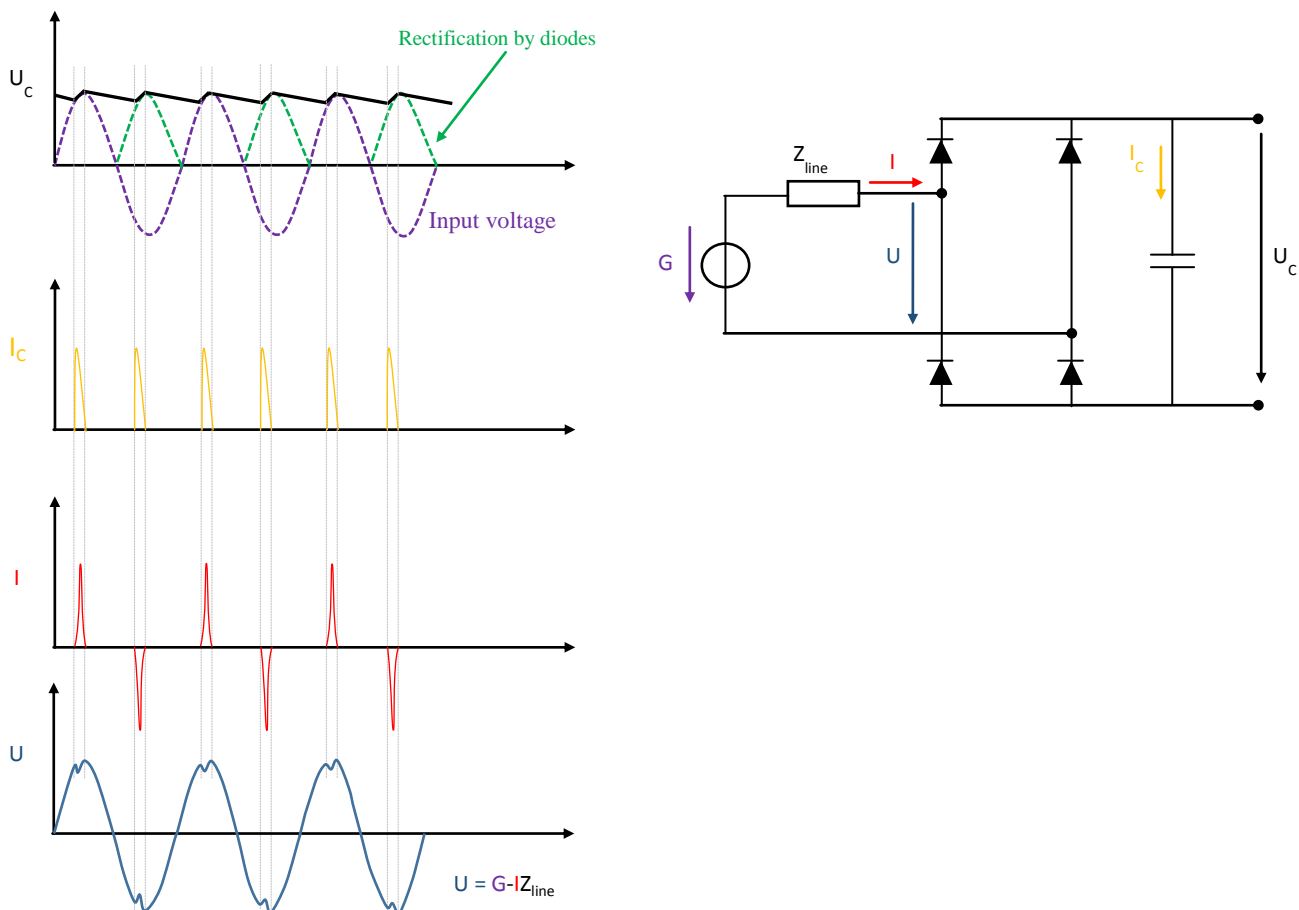 Rectification by diodes
U_C
Input voltage
I_C
I
U
U = G-IZ_line
Z_line
I
I_C
G
U
U_C